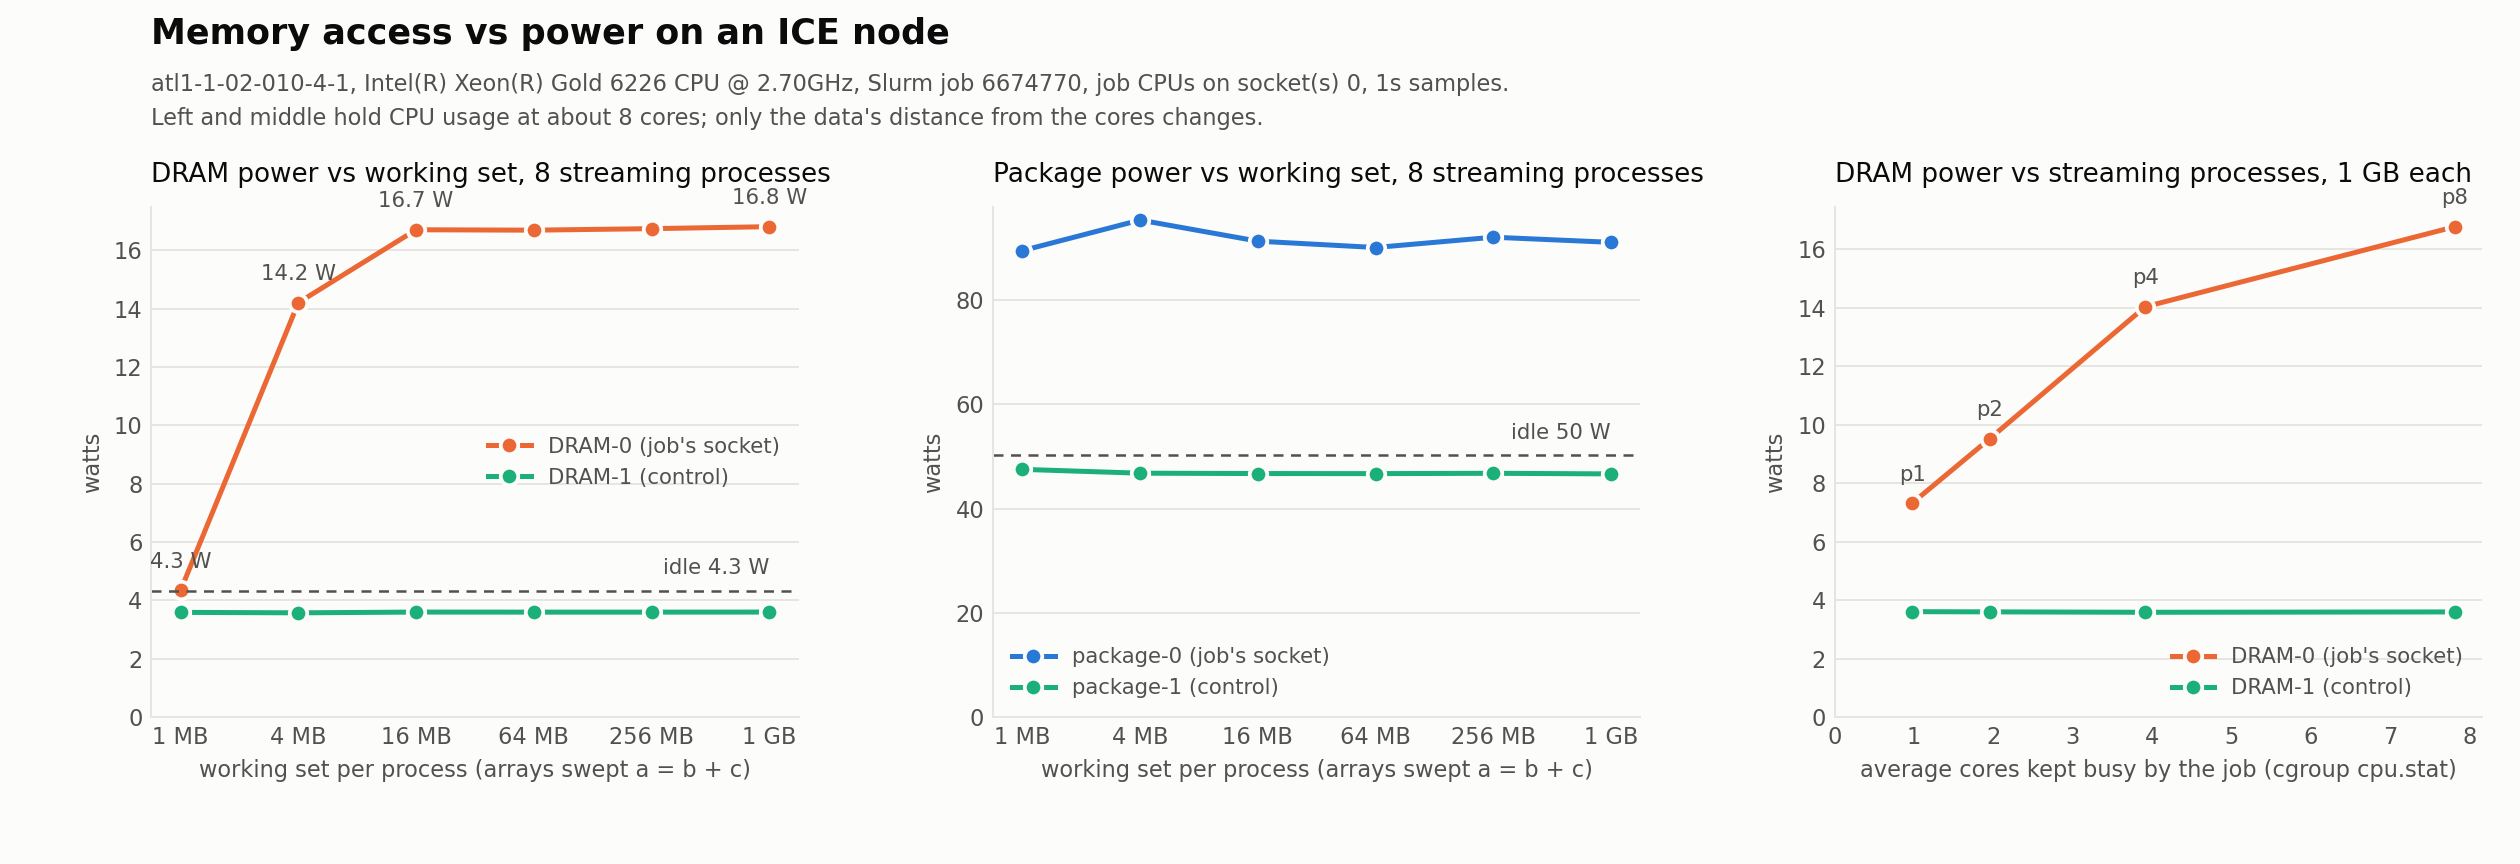 Memory access vs power on an ICE node
atl1-1-02-010-4-1, Intel(R) Xeon(R) Gold 6226 CPU @ 2.70GHz, Slurm job 6674770, job CPUs on socket(s) 0, 1s samples.
Left and middle hold CPU usage at about 8 cores; only the data's distance from the cores changes.
DRAM power vs working set, 8 streaming processes
16.7 W
16.8 W
14.2 W
4.3 W
idle 4.3 W
DRAM-0 (job's socket)
DRAM-1 (control)
watts
16
14
12
10
8
6
4
2
0
1 MB
4 MB
16 MB
64 MB
256 MB
1 GB
working set per process (arrays swept a = b + c)
Package power vs working set, 8 streaming processes
idle 50 W
package-0 (job's socket)
package-1 (control)
watts
80
60
40
20
0
1 MB
4 MB
16 MB
64 MB
256 MB
1 GB
working set per process (arrays swept a = b + c)
DRAM power vs streaming processes, 1 GB each
p8
p4
p2
p1
DRAM-0 (job's socket)
DRAM-1 (control)
watts
16
14
12
10
8
6
4
2
0
0
1
2
3
4
5
6
7
8
average cores kept busy by the job (cgroup cpu.stat)